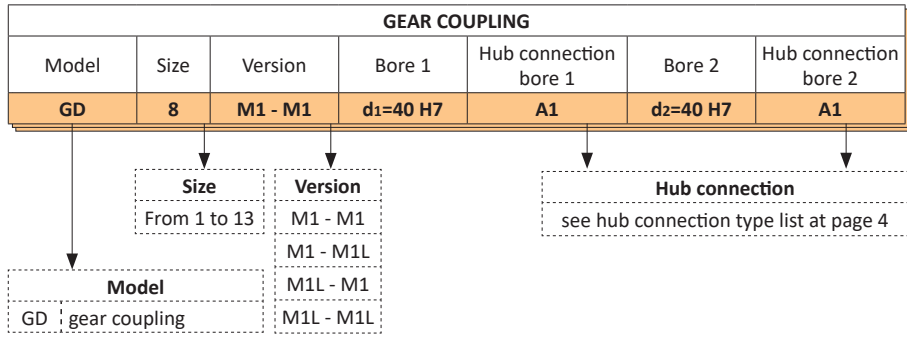 GEAR COUPLING
Model Size Version Bore 1 Hub connection bore 1 Bore 2 Hub connection bore 2
GD 8 M1 - M1 d1=40 H7 A1 d2=40 H7 A1
Size Version Hub connection
From 1 to 13 M1 - M1 see hub connection type list at page 4
M1 - M1L
Model M1L - M1
GD gear coupling M1L - M1L